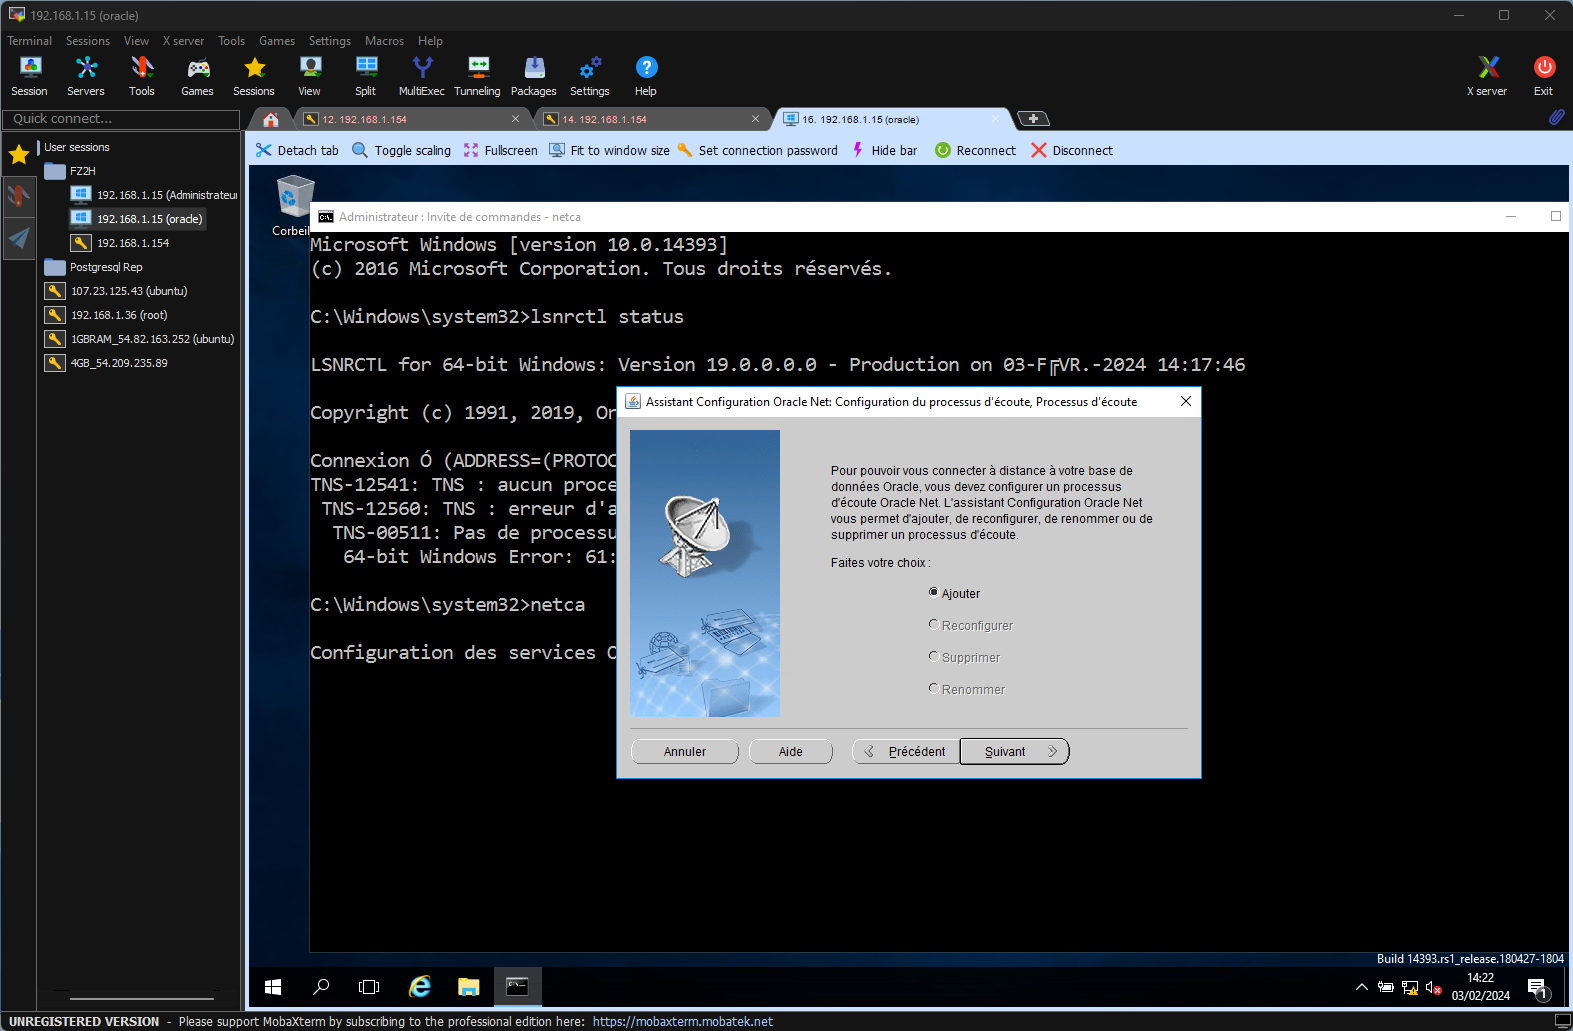 192.168.1.15 (oracle)
Terminal Sessions View X server Tools Games Settings Macros Help
Session Servers Tools Games Sessions View Split MultiExec Tunneling Packages Settings Help X server Exit
Quick connect...
12. 192.168.1.154
14. 192.168.1.154
16. 192.168.1.15 (oracle)
Detach tab Toggle scaling Fullscreen Fit to window size Set connection password Hide bar Reconnect Disconnect
User sessions
FZ2H
192.168.1.15 (Administrateur
192.168.1.15 (oracle)
192.168.1.154
Postgresql Rep
107.23.125.43 (ubuntu)
192.168.1.36 (root)
1GBRAM_54.82.163.252 (ubuntu)
4GB_54.209.235.89
Corbeil
Administrateur : Invite de commandes - netca
Microsoft Windows [version 10.0.14393]
(c) 2016 Microsoft Corporation. Tous droits réservés.
C:\Windows\system32>lsnrctl status
LSNRCTL for 64-bit Windows: Version 19.0.0.0.0 - Production on 03-F╔VR.-2024 14:17:46
Copyright (c) 1991, 2019, Or
Connexion Ó (ADDRESS=(PROTOC
TNS-12541: TNS : aucun proce
TNS-12560: TNS : erreur d'a
TNS-00511: Pas de processu
64-bit Windows Error: 61:
C:\Windows\system32>netca
Configuration des services O
Assistant Configuration Oracle Net: Configuration du processus d'écoute, Processus d'écoute
Pour pouvoir vous connecter à distance à votre base de
données Oracle, vous devez configurer un processus
d'écoute Oracle Net. L'assistant Configuration Oracle Net
vous permet d'ajouter, de reconfigurer, de renommer ou de
supprimer un processus d'écoute.
Faites votre choix :
Ajouter
Reconfigurer
Supprimer
Renommer
Annuler Aide Précédent Suivant
Build 14393.rs1_release.180427-1804
14:22
03/02/2024
1
UNREGISTERED VERSION - Please support MobaXterm by subscribing to the professional edition here: https://mobaxterm.mobatek.net